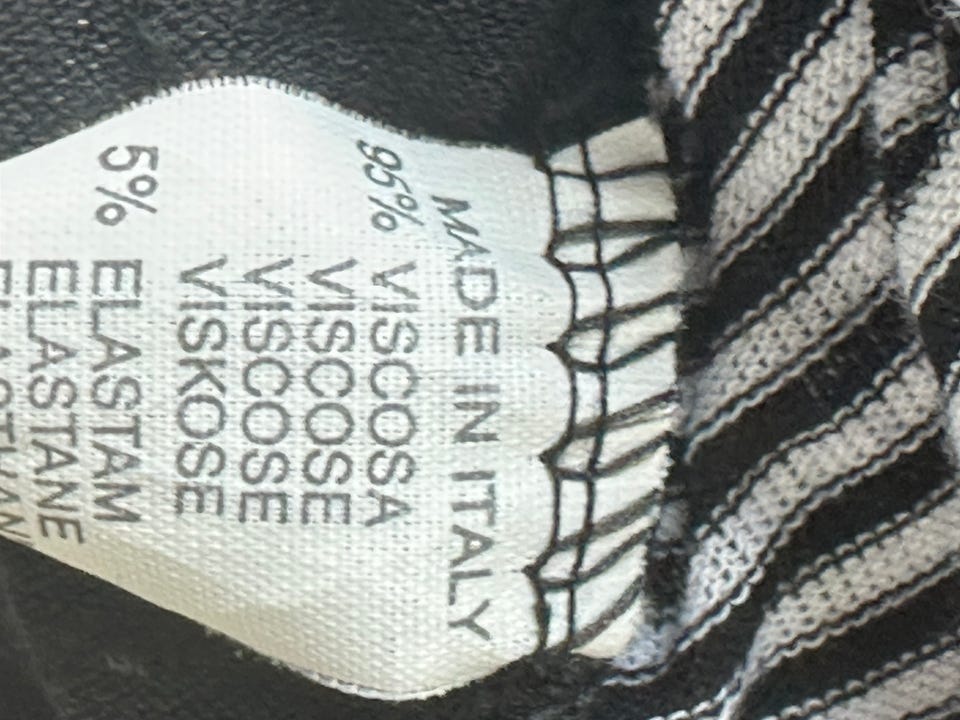 MADE IN ITALY
95% VISCOSA
VISCOSE
VISCOSE
VISKOSE
5% ELASTAM
ELASTANE